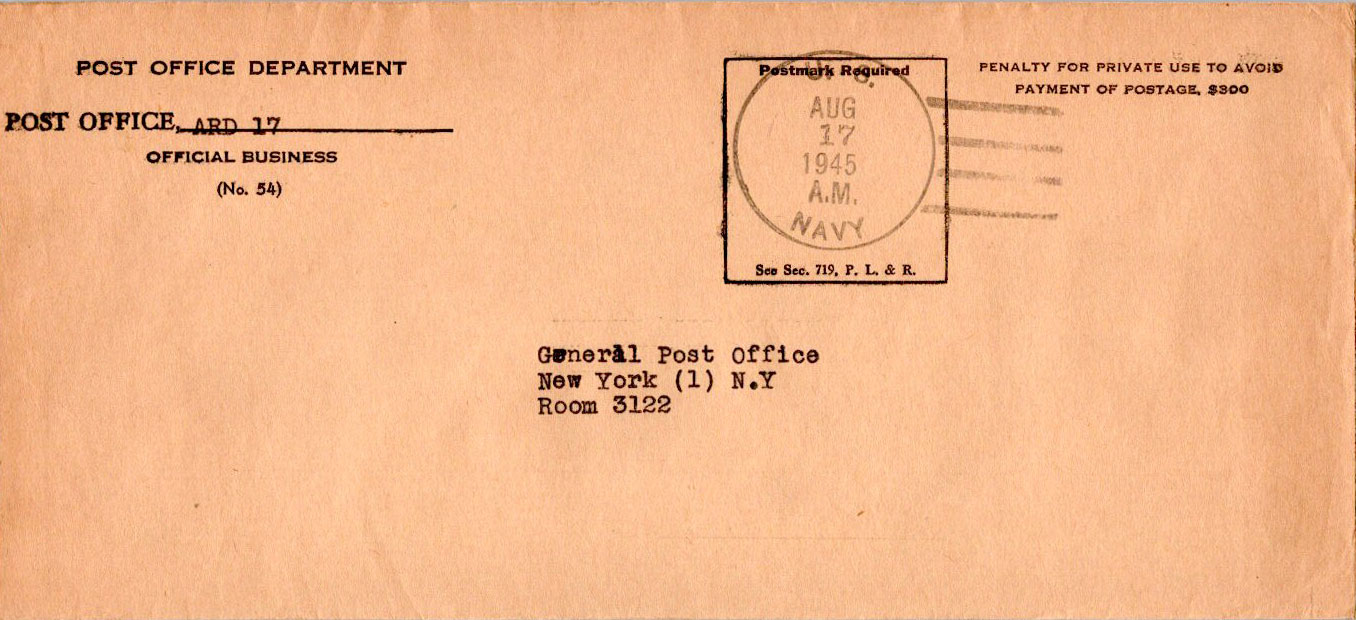 POST OFFICE DEPARTMENT
POST OFFICE, ARD 17
OFFICIAL BUSINESS
(No. 54)
Postmark Required
U. S.
AUG
17
1945
A.M.
NAVY
See Sec. 719, P. L. & R.
PENALTY FOR PRIVATE USE TO AVOID
PAYMENT OF POSTAGE, $300
General Post Office
New York (1) N.Y
Room 3122